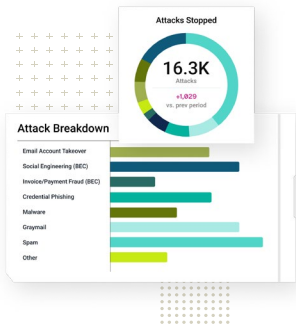 Attacks Stopped
16.3K
Attacks
+1,029
vs. prev period
Attack Breakdown
Email Account Takeover
Social Engineering (BEC)
Invoice/Payment Fraud (BEC)
Credential Phishing
Malware
Graymail
Spam
Other